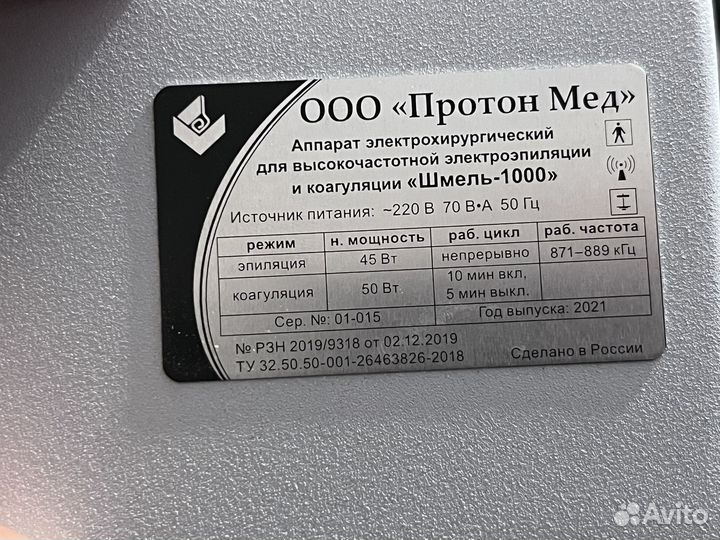 ООО «Протон Мед»
Аппарат электрохирургический
для высокочастотной электроэпиляции
и коагуляции «Шмель-1000»
Источник питания: ~220 В 70 В•А 50 Гц
режим н. мощность раб. цикл раб. частота
эпиляция 45 Вт непрерывно 871–889 кГц
коагуляция 50 Вт 10 мин вкл,
5 мин выкл.
Сер. №: 01-015 Год выпуска: 2021
№ РЗН 2019/9318 от 02.12.2019
ТУ 32.50.50-001-26463826-2018 Сделано в России
Avito